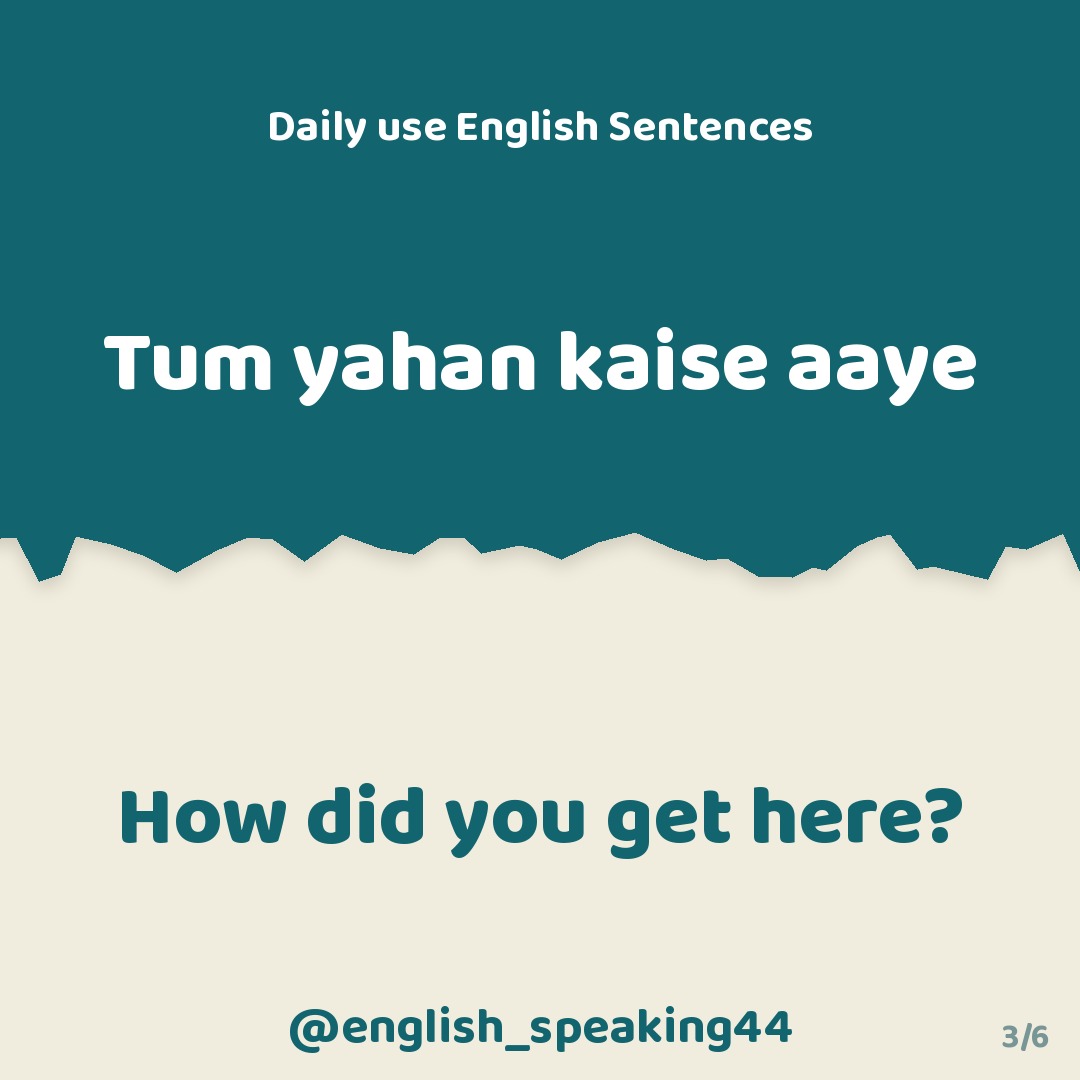 Daily use English Sentences
Tum yahan kaise aaye
How did you get here?
@english_speaking44
3/6